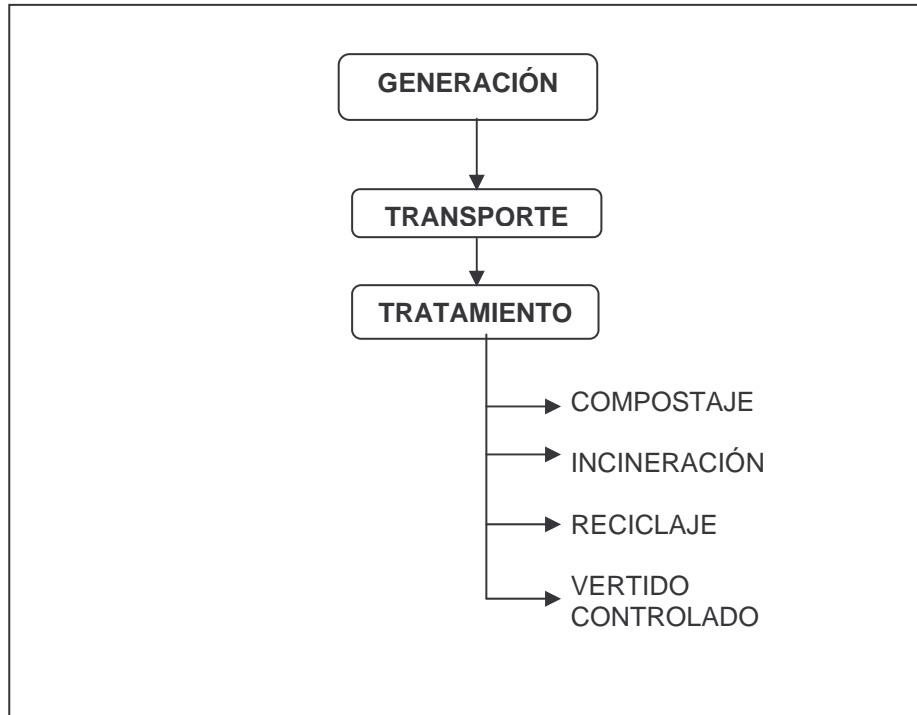 GENERACIÓN
TRANSPORTE
TRATAMIENTO
COMPOSTAJE
INCINERACIÓN
RECICLAJE
VERTIDO
CONTROLADO